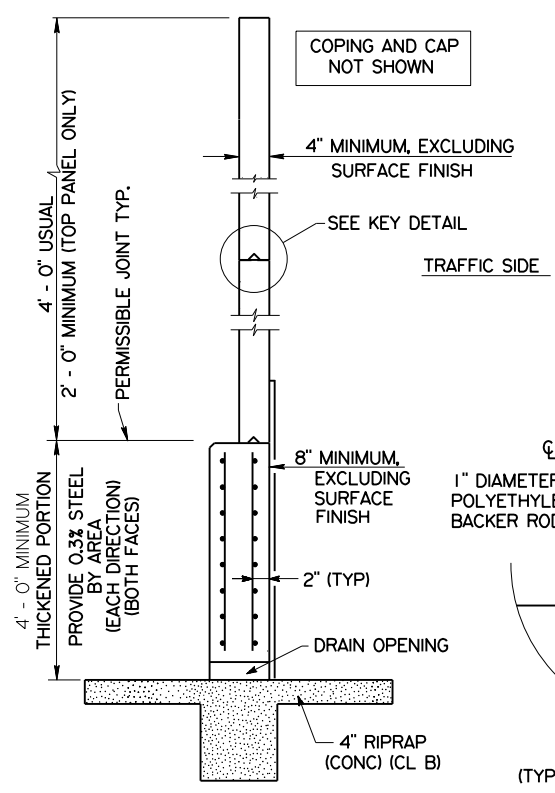 COPING AND CAP
NOT SHOWN
4" MINIMUM, EXCLUDING
SURFACE FINISH
SEE KEY DETAIL
TRAFFIC SIDE
4' - 0" USUAL
2' - 0" MINIMUM (TOP PANEL ONLY)
PERMISSIBLE JOINT TYP.
8" MINIMUM,
EXCLUDING
SURFACE
FINISH
1" DIAMETER
POLYETHYLE
BACKER ROD
4' - 0" MINIMUM
THICKENED PORTION
PROVIDE 0.3% STEEL
BY AREA
(EACH DIRECTION)
(BOTH FACES)
2" (TYP)
DRAIN OPENING
4" RIPRAP
(CONC) (CL B)
(TYP